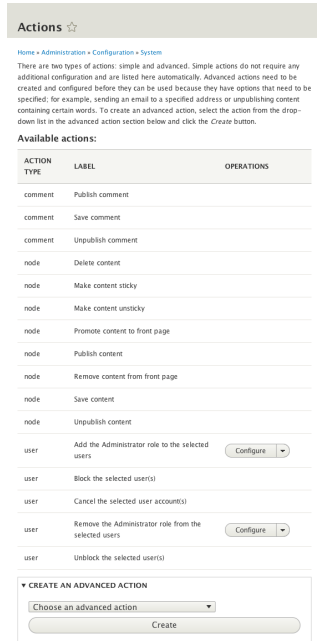 Actions
Home » Administration » Configuration » System
There are two types of actions: simple and advanced. Simple actions do not require any
additional configuration and are listed here automatically. Advanced actions need to be
created and configured before they can be used because they have options that need to be
specified; for example, sending an email to a specified address or unpublishing content
containing certain words. To create an advanced action, select the action from the drop-
down list in the advanced action section below and click the Create button.
Available actions:
ACTION
TYPE LABEL OPERATIONS
comment Publish comment
comment Save comment
comment Unpublish comment
node Delete content
node Make content sticky
node Make content unsticky
node Promote content to front page
node Publish content
node Remove content from front page
node Save content
node Unpublish content
user Add the Administrator role to the selected
users Configure
user Block the selected user(s)
user Cancel the selected user account(s)
user Remove the Administrator role from the
selected users Configure
user Unblock the selected user(s)
CREATE AN ADVANCED ACTION
Choose an advanced action
Create